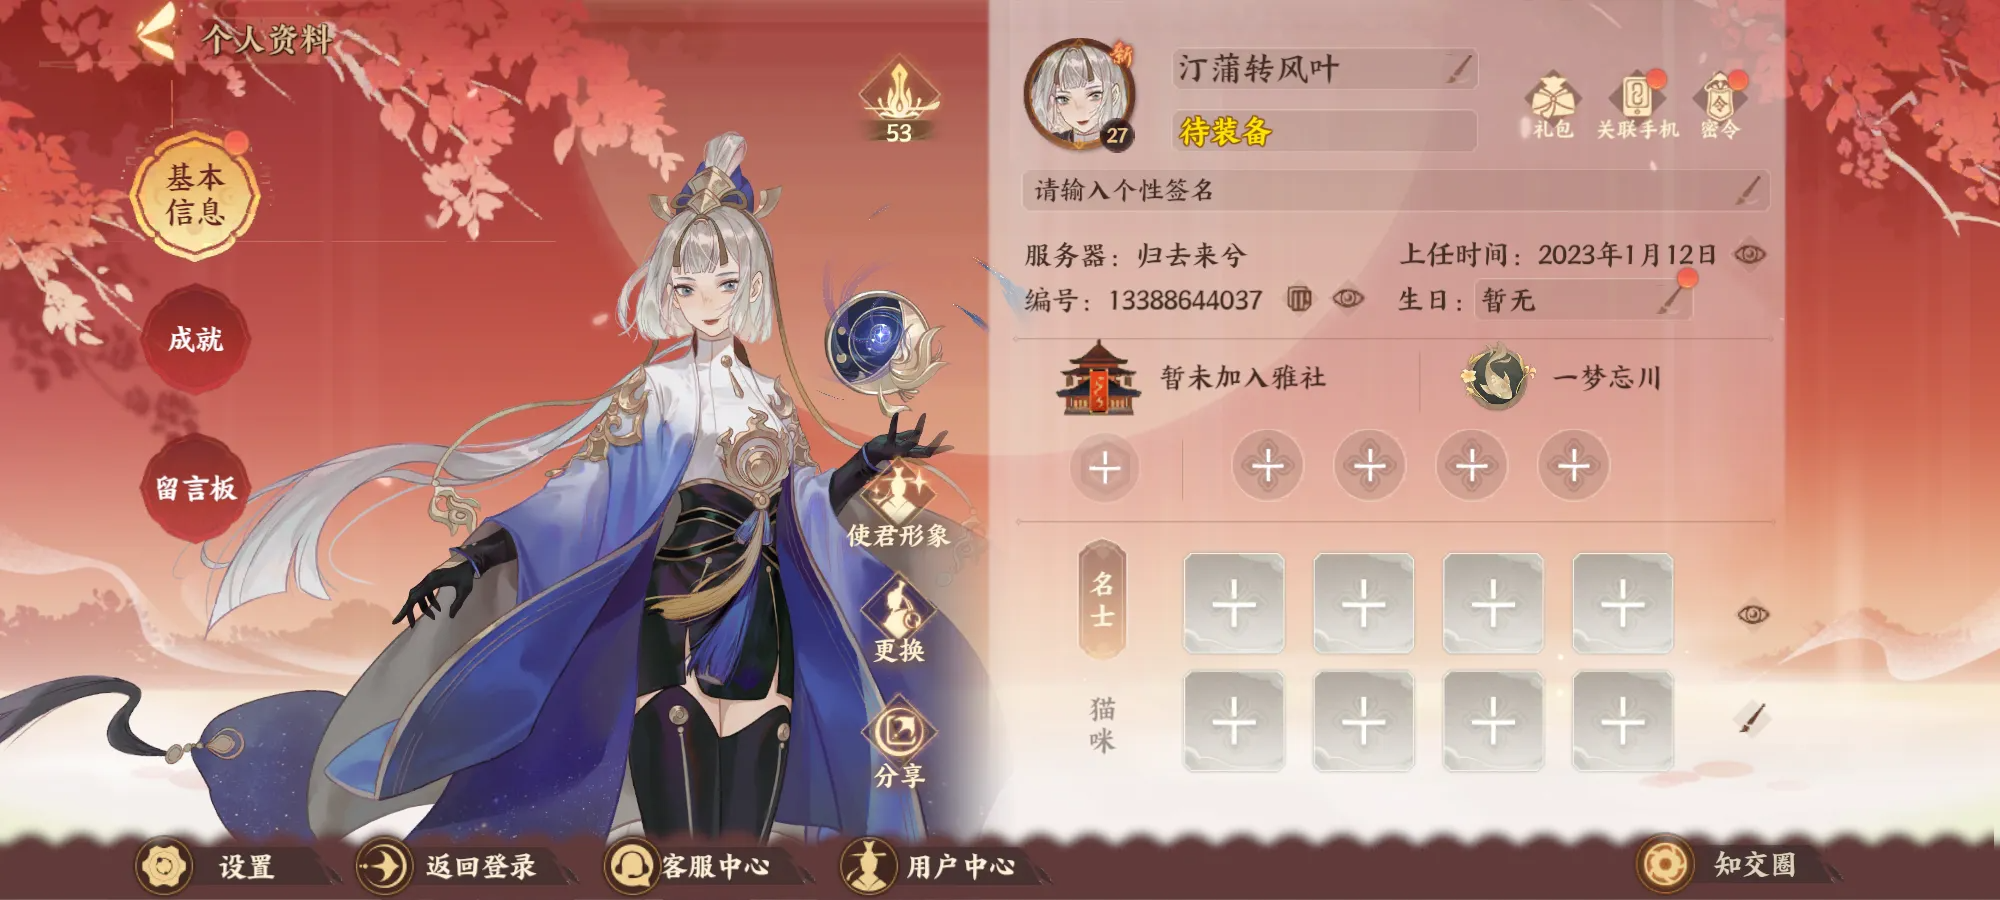 个人资料
基本
信息
成就
留言板
53
使君形象
更换
分享
新
27
汀蒲转风叶
待装备
礼包
关联手机
密令
请输入个性签名
服务器：归去来兮
上任时间：2023年1月12日
编号：13388644037
生日：暂无
暂未加入雅社
一梦忘川
名士
猫咪
设置
返回登录
客服中心
用户中心
知交圈